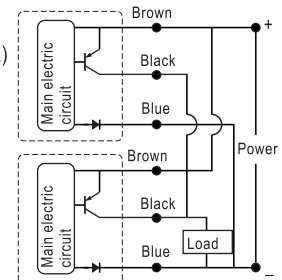 Brown
+
)
Black
Main electric
circuit
Blue
Power
Brown
Black
Main electric
circuit
Load
Blue
–